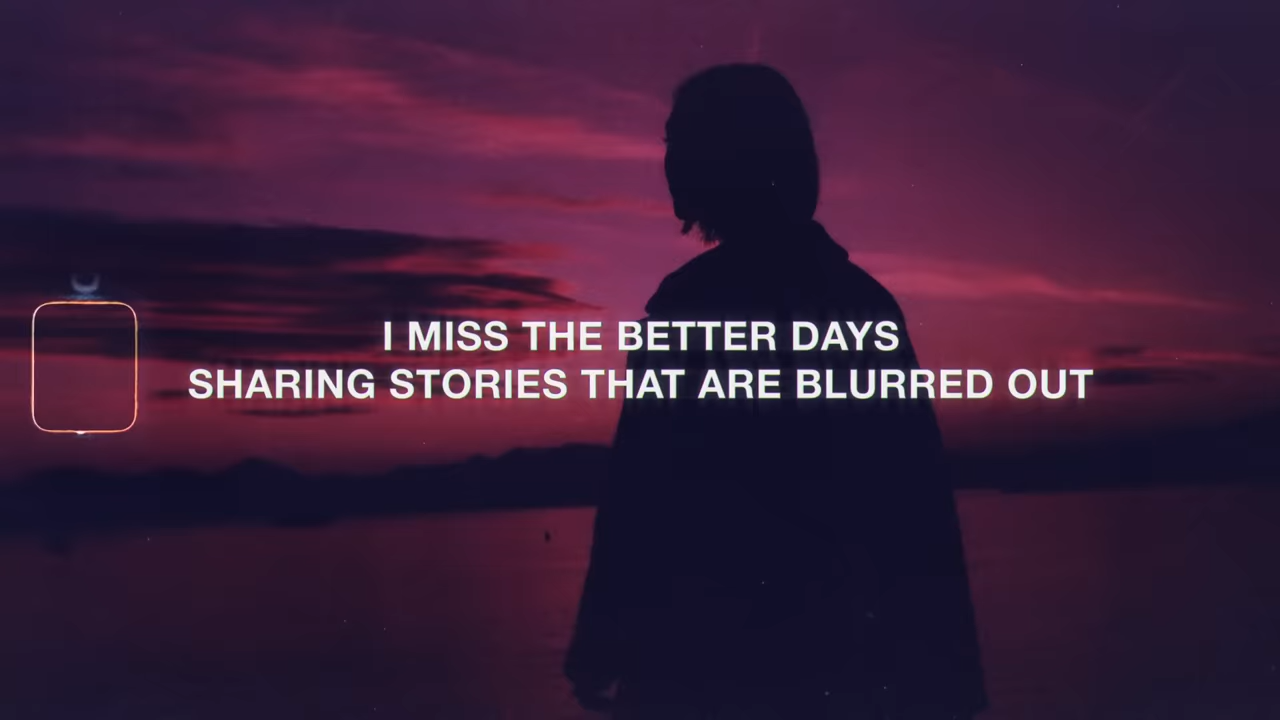 I MISS THE BETTER DAYS
SHARING STORIES THAT ARE BLURRED OUT